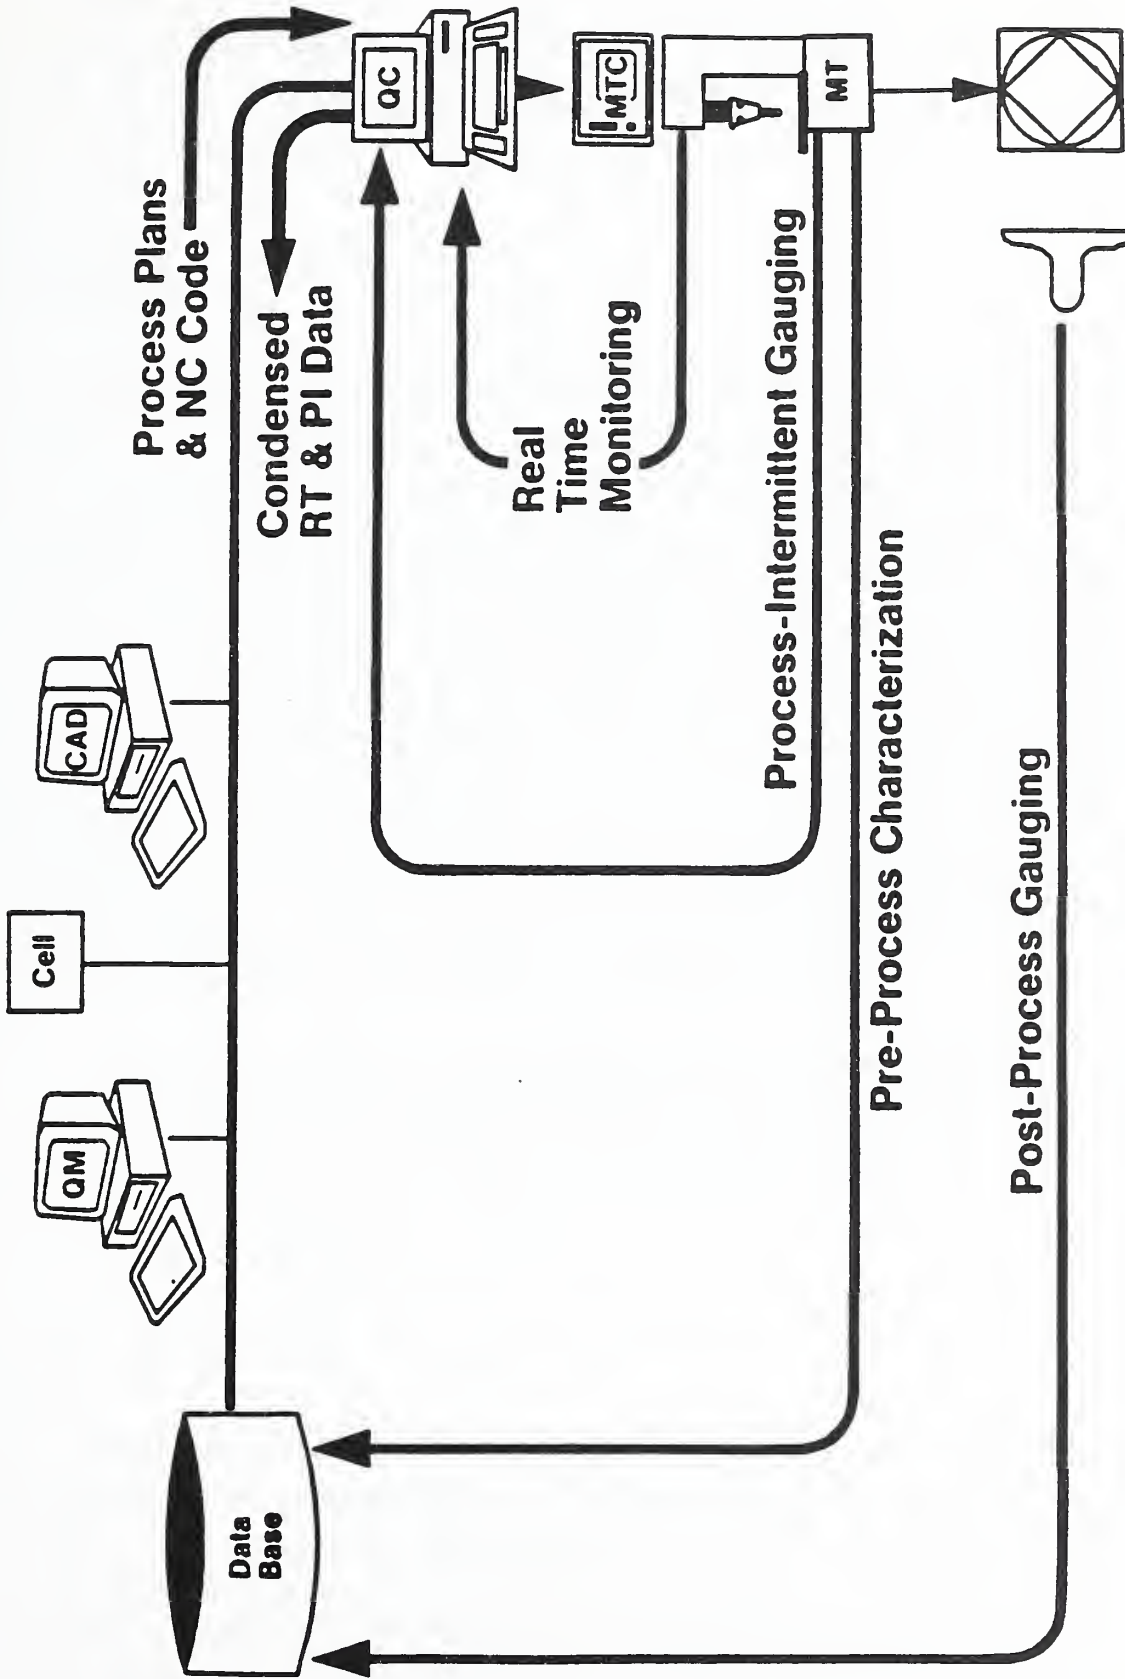 Data
Base
QM
Cell
CAD
Process Plans
& NC Code
Condensed
RT & PI Data
QC
Real
Time
Monitoring
MTC
Process-Intermittent Gauging
MT
Pre-Process Characterization
Post-Process Gauging